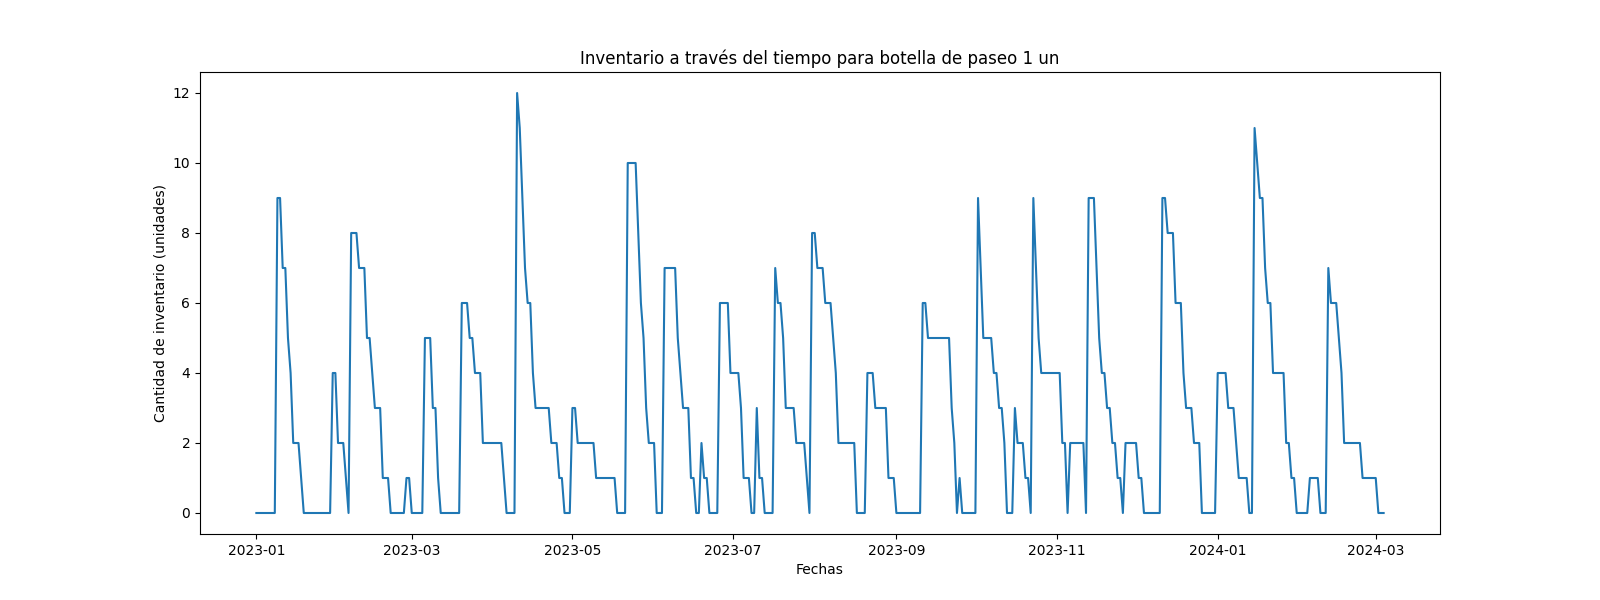 Inventario a través del tiempo para botella de paseo 1 un
Cantidad de inventario (unidades)
12
10
8
6
4
2
0
2023-01 2023-03 2023-05 2023-07 2023-09 2023-11 2024-01 2024-03
Fechas